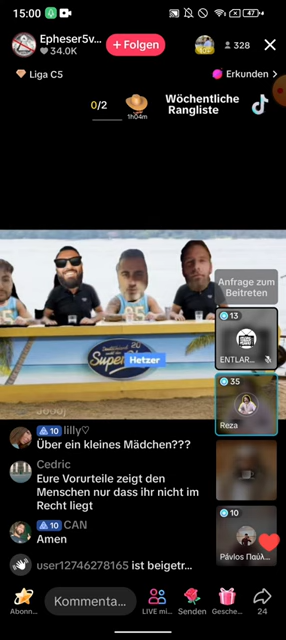 15:00
47
Epheser5v...
34.0K
+ Folgen
328
Liga C5
Erkunden >
0/2
1h04m
Wöchentliche
Rangliste
Anfrage zum
Beitreten
13
ENTLAR...
35
Reza
Super
Hetzer
10 lilly♡
Über ein kleines Mädchen???
Cedric
Eure Vorurteile zeigt den
Menschen nur dass ihr nicht im
Recht liegt
10 CAN
Amen
10
Pávlos Παύλ...
user12746278165 ist beigetr...
Abonn...
Kommenta...
LIVE mi...
Senden
Gesche...
24